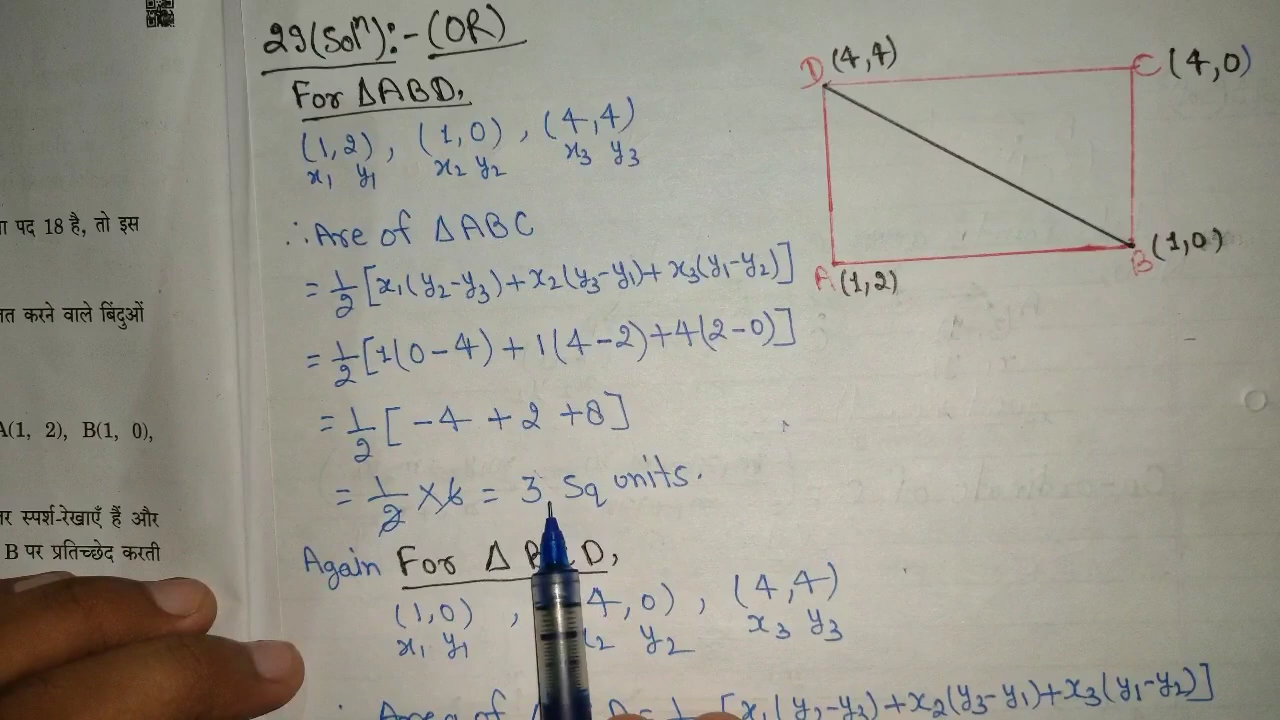 29(Solⁿ):-(OR)
For ΔABD,
(1,2), (1,0), (4,4)
x₁ y₁ x₂ y₂ x₃ y₃
∴ Are of ΔABC
= 1/2 [x₁(y₂-y₃)+x₂(y₃-y₁)+x₃(y₁-y₂)]
= 1/2 [1(0-4)+1(4-2)+4(2-0)]
= 1/2 [-4+2+8]
= 1/2 × 6 = 3 Sq units.
Again For Δ D,
(1,0), 4,0), (4,4)
x₁ y₁ 2 y₂ x₃ y₃
[x₁(y₂-y₃)+x₂(y₃-y₁)+x₃(y₁-y₂)]
D (4,4)
C (4,0)
A (1,2)
B (1,0)
पद 18 है, तो इस
करने वाले बिंदुओं
A(1, 2), B(1, 0),
स्पर्श-रेखाएँ हैं और
B पर प्रतिच्छेद करती